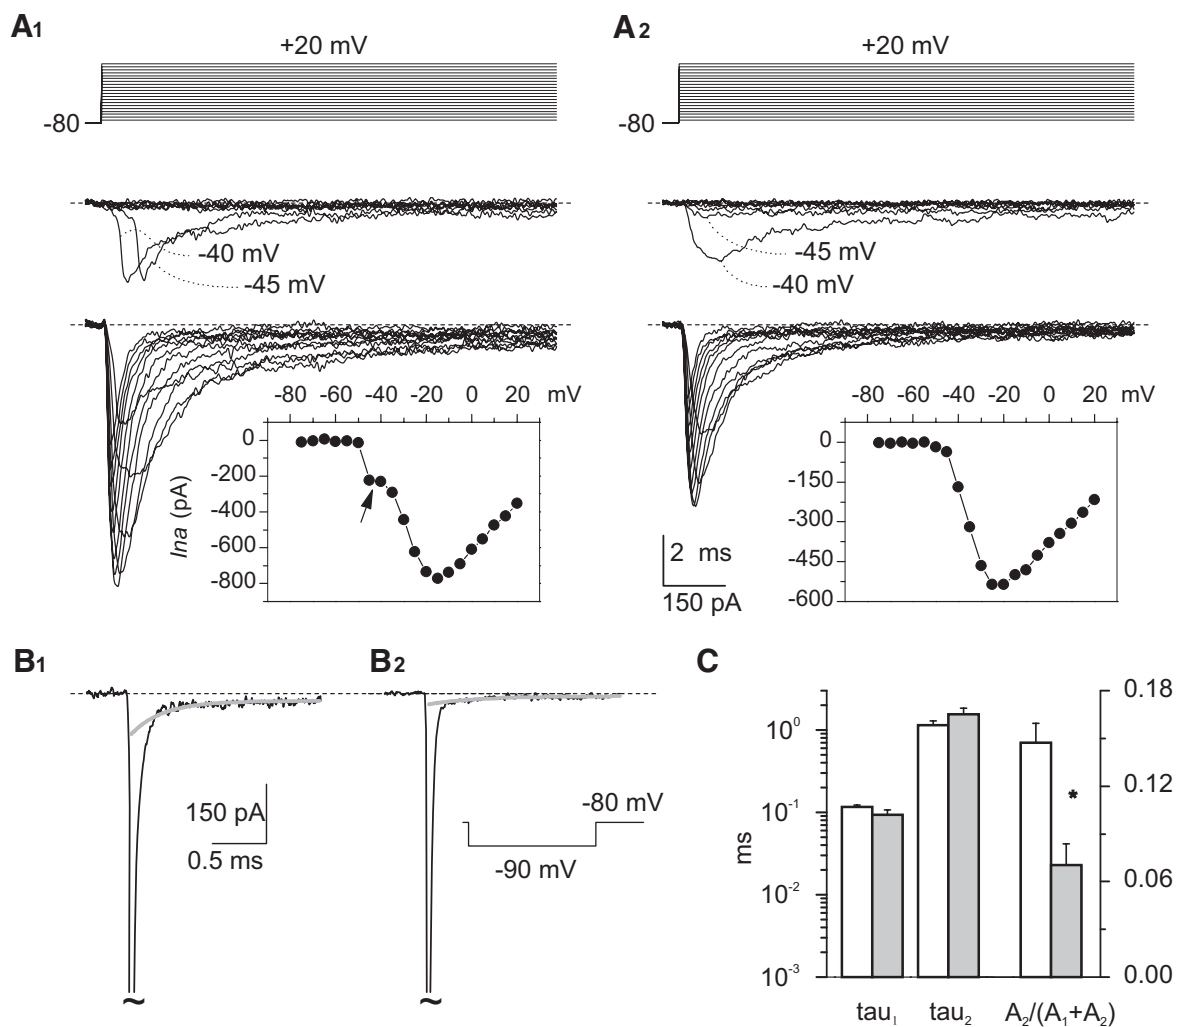 A1
+20 mV
-80
-40 mV
-45 mV
-80 -60 -40 -20 0 20 mV
0
-200
-400
-600
-800
Ina (pA)
A2
+20 mV
-80
-45 mV
-40 mV
-80 -60 -40 -20 0 20 mV
0
-150
-300
-450
-600
2 ms
150 pA
B1
150 pA
0.5 ms
B2
-80 mV
-90 mV
~
~
C
ms
10⁰
10⁻¹
10⁻²
10⁻³
*
0.18
0.12
0.06
0.00
tau₁ tau₂ A₂/(A₁+A₂)